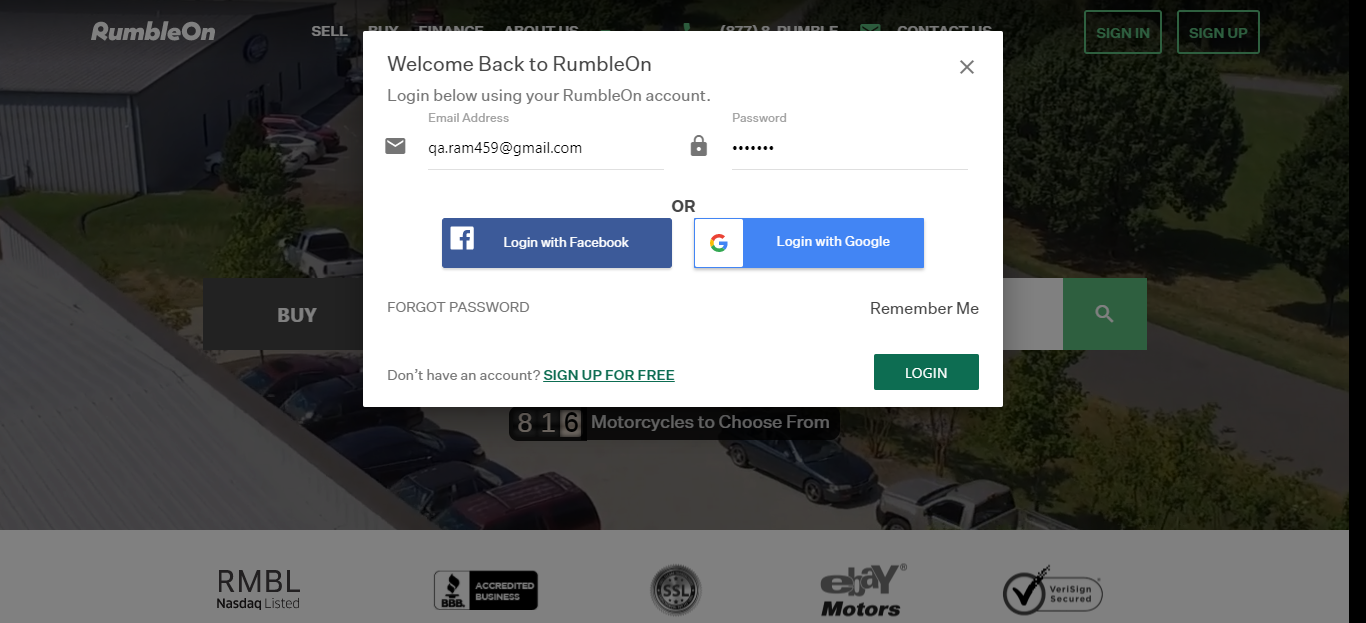 RumbleOn
SELL BUY FINANCE ABOUT US (877) 8-RUMBLE CONTACT US
SIGN IN
SIGN UP
Welcome Back to RumbleOn
Login below using your RumbleOn account.
Email Address
Password
qa.ram459@gmail.com
•••••••
OR
Login with Facebook
Login with Google
FORGOT PASSWORD
Remember Me
BUY
Don't have an account? SIGN UP FOR FREE
LOGIN
816 Motorcycles to Choose From
RMBL
Nasdaq Listed
BBB.
ACCREDITED
BUSINESS
SSL
ebay®
Motors
VeriSign
Secured